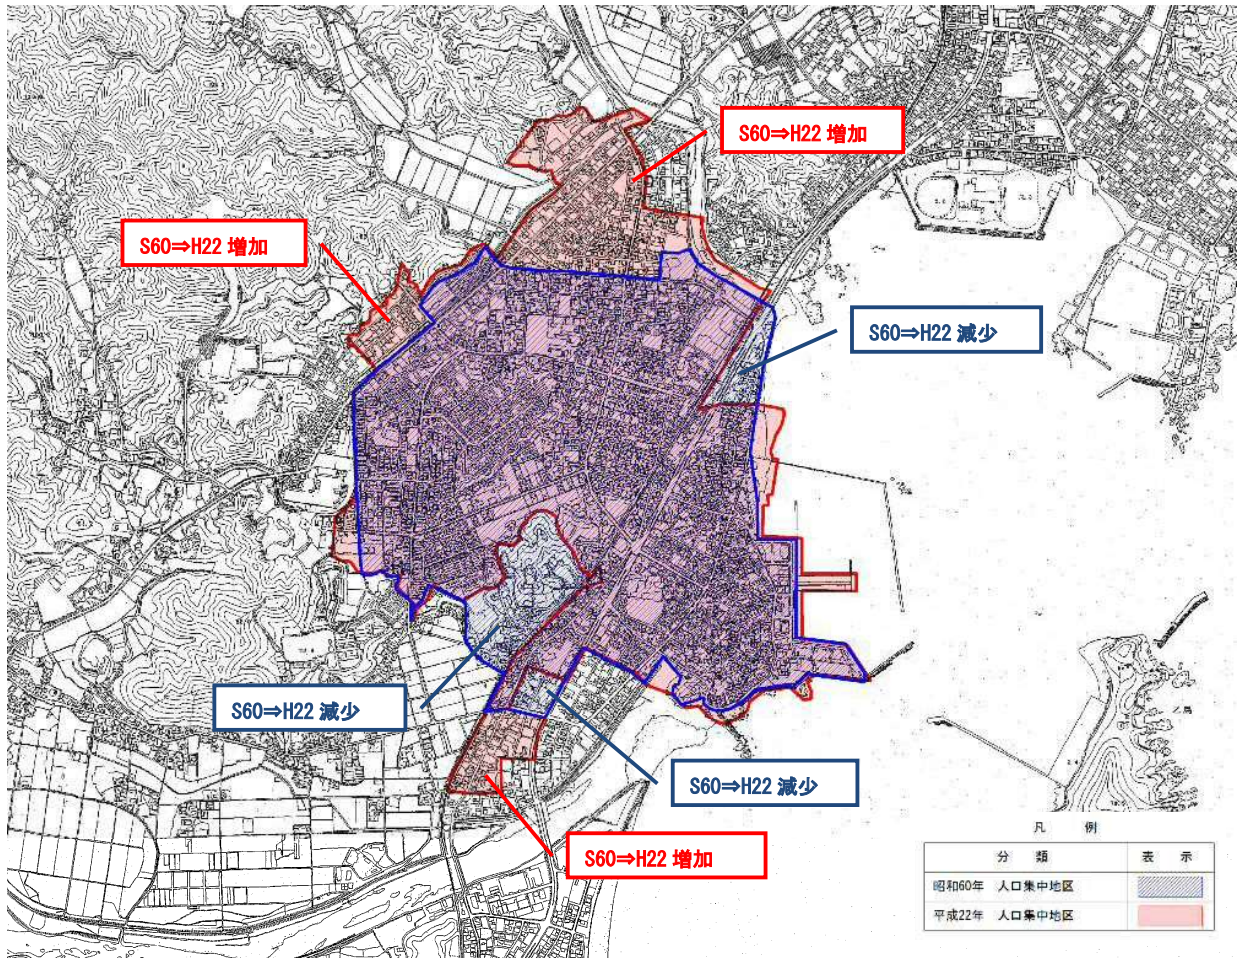 S60⇒H22 増加
S60⇒H22 増加
S60⇒H22 減少
S60⇒H22 減少
S60⇒H22 減少
S60⇒H22 増加
凡 例
分 類 表 示
昭和60年 人口集中地区
平成22年 人口集中地区